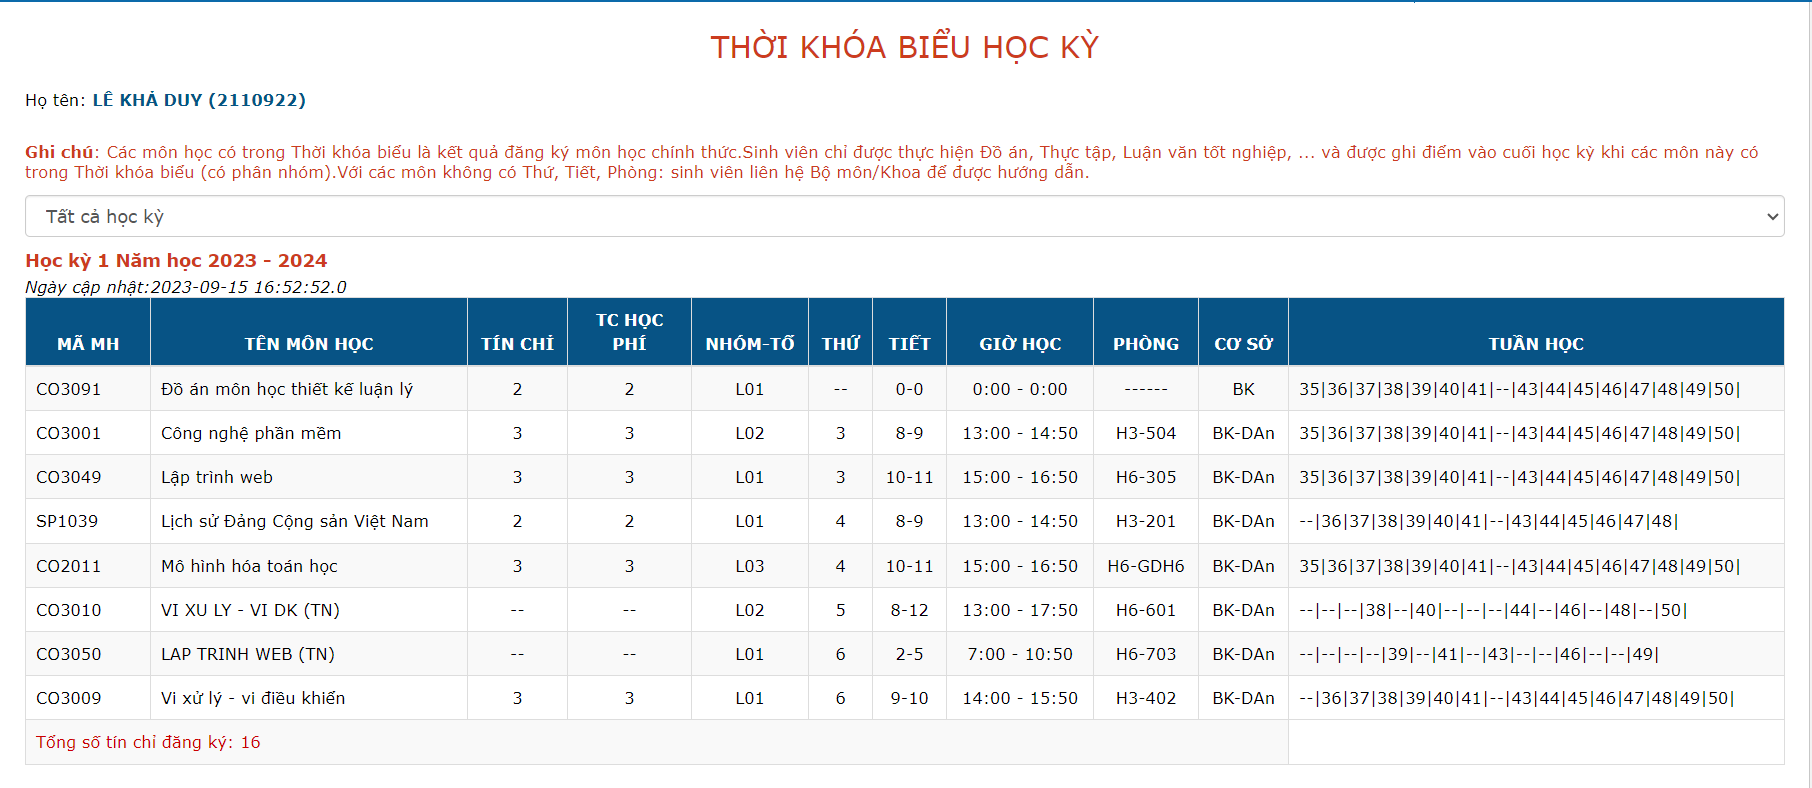 THỜI KHÓA BIỂU HỌC KỲ
Họ tên: LÊ KHẢ DUY (2110922)
Ghi chú: Các môn học có trong Thời khóa biểu là kết quả đăng ký môn học chính thức.Sinh viên chỉ được thực hiện Đồ án, Thực tập, Luận văn tốt nghiệp, ... và được ghi điểm vào cuối học kỳ khi các môn này có
trong Thời khóa biểu (có phân nhóm).Với các môn không có Thứ, Tiết, Phòng: sinh viên liên hệ Bộ môn/Khoa để được hướng dẫn.
Tất cả học kỳ
Học kỳ 1 Năm học 2023 - 2024
Ngày cập nhật:2023-09-15 16:52:52.0
MÃ MH TÊN MÔN HỌC TÍN CHỈ TC HỌC PHÍ NHÓM-TỔ THỨ TIẾT GIỜ HỌC PHÒNG CƠ SỞ TUẦN HỌC
CO3091 Đồ án môn học thiết kế luận lý 2 2 L01 -- 0-0 0:00 - 0:00 ------ BK 35|36|37|38|39|40|41|--|43|44|45|46|47|48|49|50|
CO3001 Công nghệ phần mềm 3 3 L02 3 8-9 13:00 - 14:50 H3-504 BK-DAn 35|36|37|38|39|40|41|--|43|44|45|46|47|48|49|50|
CO3049 Lập trình web 3 3 L01 3 10-11 15:00 - 16:50 H6-305 BK-DAn 35|36|37|38|39|40|41|--|43|44|45|46|47|48|49|50|
SP1039 Lịch sử Đảng Cộng sản Việt Nam 2 2 L01 4 8-9 13:00 - 14:50 H3-201 BK-DAn --|36|37|38|39|40|41|--|43|44|45|46|47|48|
CO2011 Mô hình hóa toán học 3 3 L03 4 10-11 15:00 - 16:50 H6-GDH6 BK-DAn 35|36|37|38|39|40|41|--|43|44|45|46|47|48|49|50|
CO3010 VI XU LY - VI DK (TN) -- -- L02 5 8-12 13:00 - 17:50 H6-601 BK-DAn --|--|--|38|--|40|--|--|--|44|--|46|--|48|--|50|
CO3050 LAP TRINH WEB (TN) -- -- L01 6 2-5 7:00 - 10:50 H6-703 BK-DAn --|--|--|--|39|--|41|--|43|--|--|46|--|--|49|
CO3009 Vi xử lý - vi điều khiển 3 3 L01 6 9-10 14:00 - 15:50 H3-402 BK-DAn --|36|37|38|39|40|41|--|43|44|45|46|47|48|49|50|
Tổng số tín chỉ đăng ký: 16